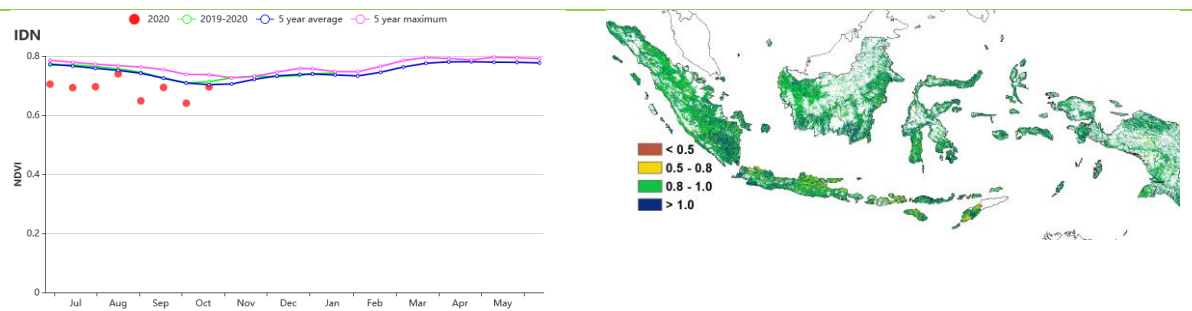 2020 2019-2020 5 year average 5 year maximum
IDN
0.8
0.6
0.4
0.2
0
NDVI
Jul Aug Sep Oct Nov Dec Jan Feb Mar Apr May
< 0.5
0.5 - 0.8
0.8 - 1.0
> 1.0